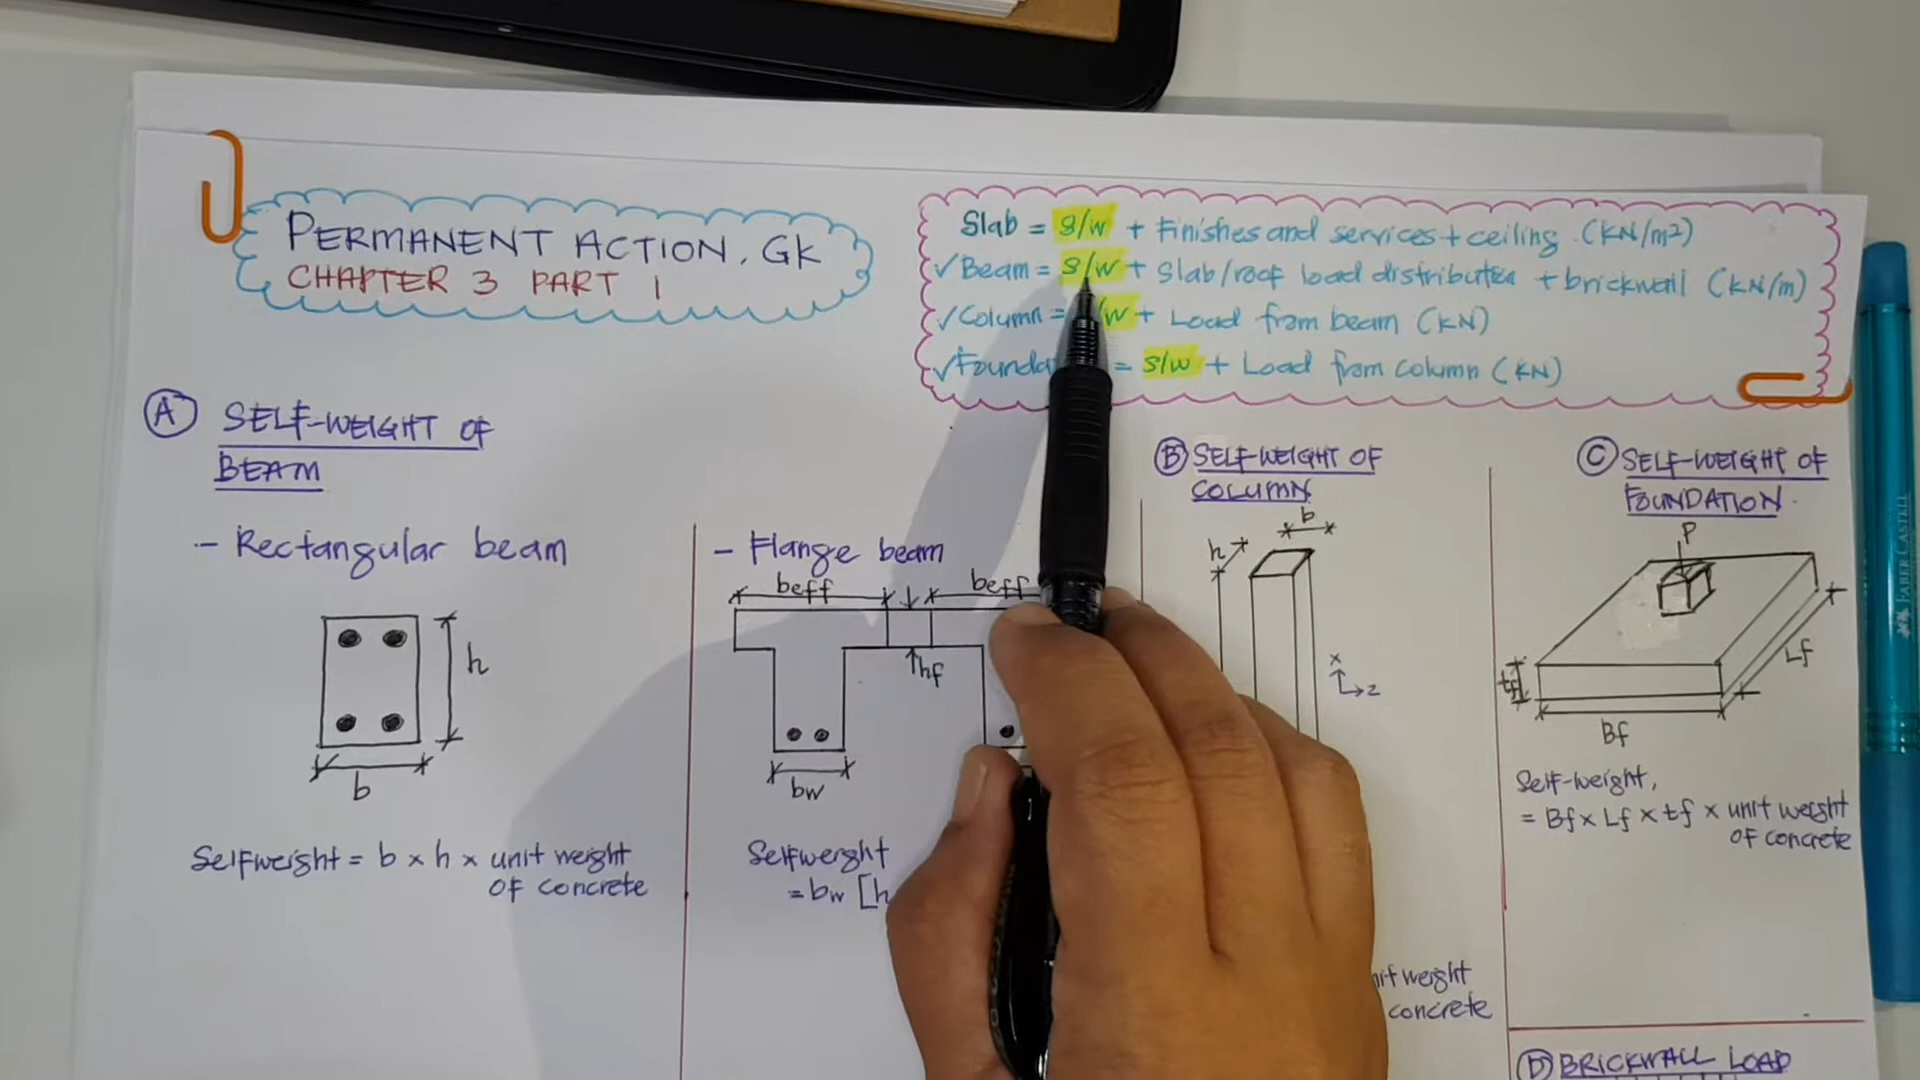 PERMANENT ACTION, GK
CHAPTER 3 PART 1
Slab = S/W + Finishes and services + ceiling. (KN/m²)
✓ Beam = S/W + Slab/roof load distribution + brickwall (KN/m)
✓ Column = /W + Load from beam (KN)
✓ Founda = S/W + Load from column (KN)
A SELF-WEIGHT OF
BEAM
- Rectangular beam
h
b
Selfweight = b × h × unit weight
of concrete
- Flange beam
beff beff
hf
bw
Selfweight
= bw [h
B SELF-WEIGHT OF
COLUMN
b
h
x
z
weight
concrete
C SELF-WEIGHT OF
FOUNDATION.
P
tf
Lf
Bf
Self-weight,
= Bf × Lf × tf × unit weight
of concrete
D BRICKWALL LOAD
FABER-CASTELL